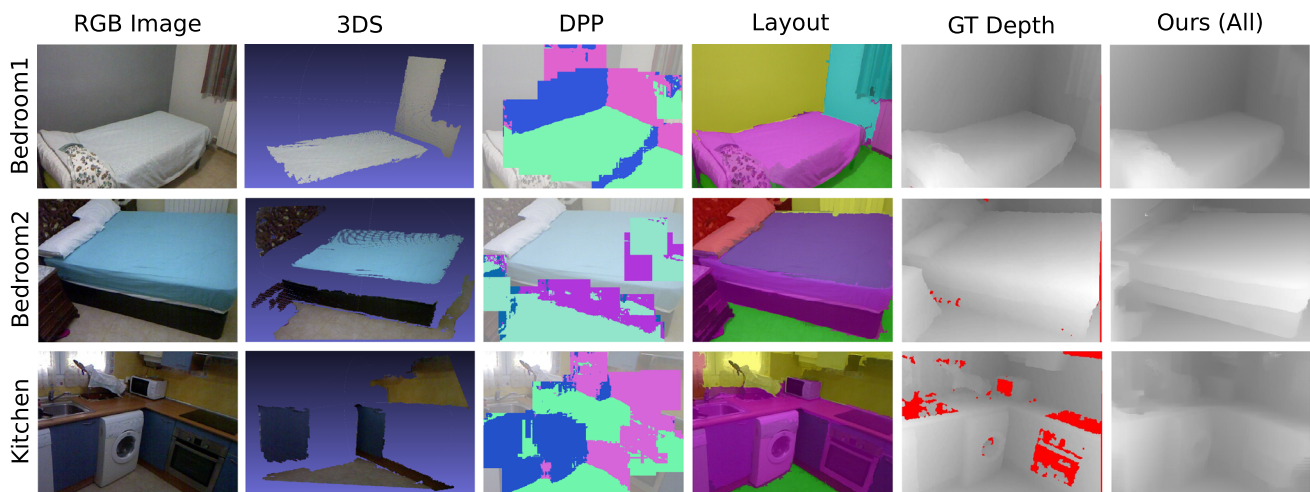 RGB Image 3DS DPP Layout GT Depth Ours (All)
Bedroom1
Bedroom2
Kitchen